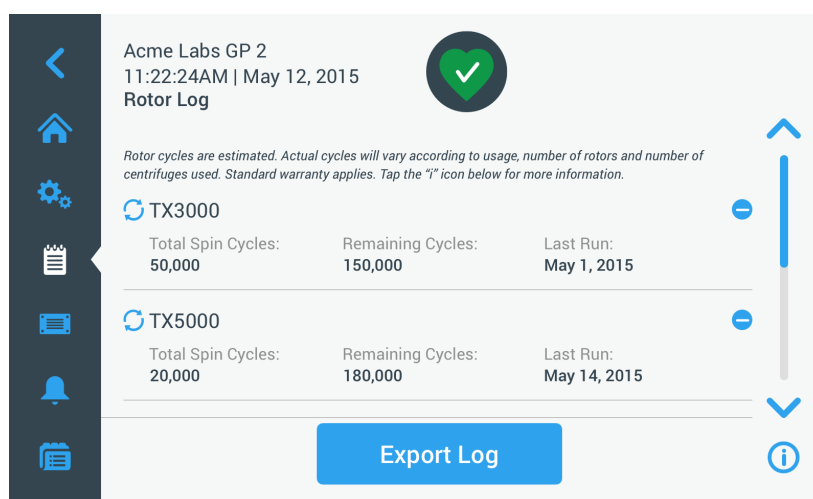 Acme Labs GP 2
11:22:24AM | May 12, 2015
Rotor Log
Rotor cycles are estimated. Actual cycles will vary according to usage, number of rotors and number of
centrifuges used. Standard warranty applies. Tap the “i” icon below for more information.
TX3000
Total Spin Cycles: Remaining Cycles: Last Run:
50,000 150,000 May 1, 2015
TX5000
Total Spin Cycles: Remaining Cycles: Last Run:
20,000 180,000 May 14, 2015
Export Log